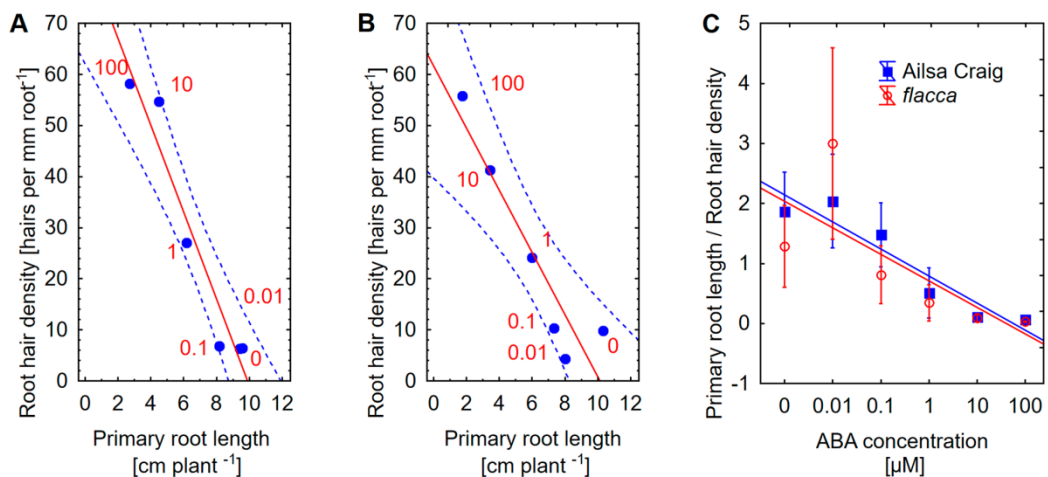 A
Root hair density [hairs per mm root⁻¹]
70
60
50
40
30
20
10
0
100
10
1
0.1
0.01
0
0 2 4 6 8 10 12
Primary root length
[cm plant ⁻¹]
B
Root hair density [hairs per mm root⁻¹]
70
60
50
40
30
20
10
0
100
10
1
0.1
0.01
0
0 2 4 6 8 10 12
Primary root length
[cm plant ⁻¹]
C
Primary root length / Root hair density
6
5
4
3
2
1
0
-1
Ailsa Craig
flacca
0 0.01 0.1 1 10 100
ABA concentration
[µM]